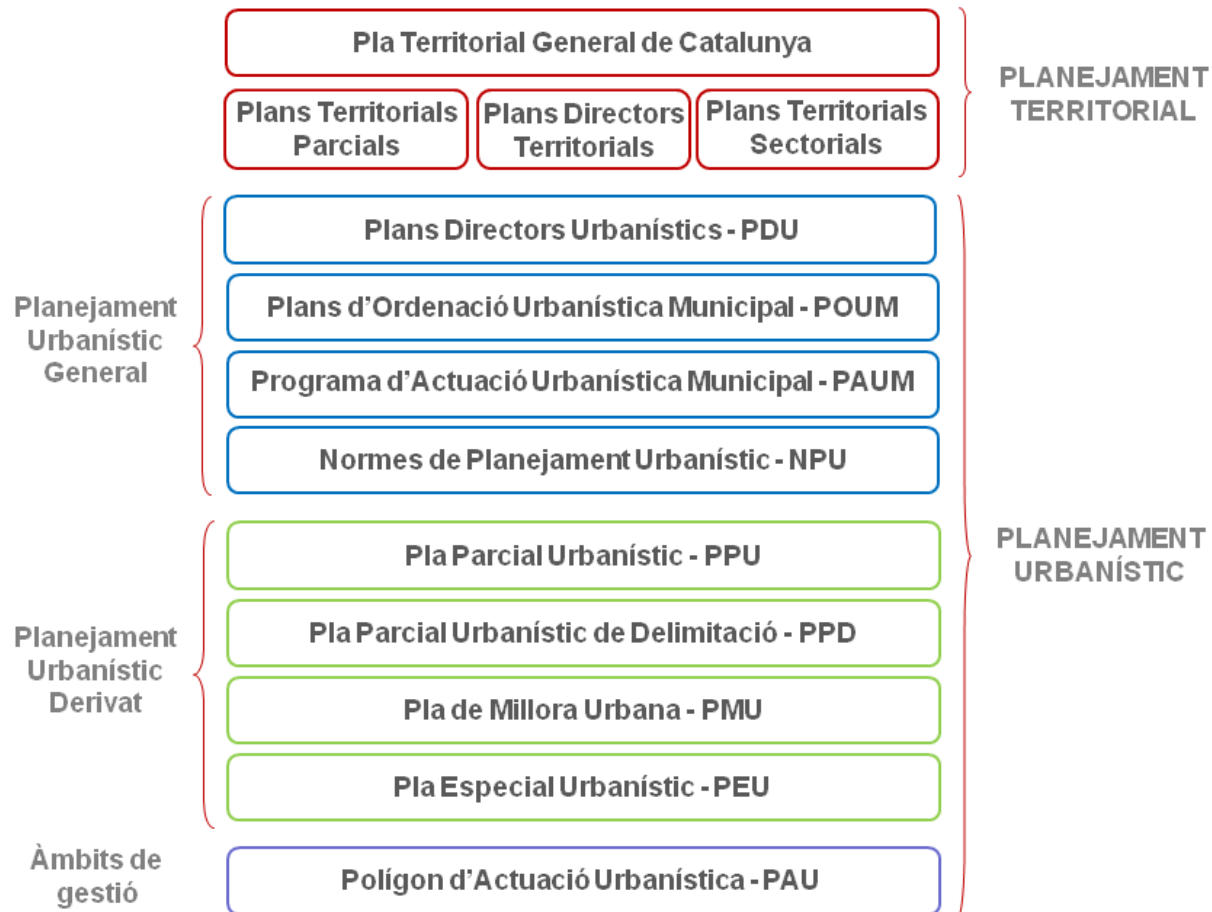 Pla Territorial General de Catalunya
PLANEJAMENT
TERRITORIAL
Plans Territorials
Parcials
Plans Directors
Territorials
Plans Territorials
Sectorials
Planejament
Urbanístic
General
Plans Directors Urbanístics - PDU
Plans d'Ordenació Urbanística Municipal - POUM
Programa d'Actuació Urbanística Municipal - PAUM
Normes de Planejament Urbanístic - NPU
PLANEJAMENT
URBANÍSTIC
Planejament
Urbanístic
Derivat
Pla Parcial Urbanístic - PPU
Pla Parcial Urbanístic de Delimitació - PPD
Pla de Millora Urbana - PMU
Pla Especial Urbanístic - PEU
Àmbits de
gestió
Polígon d'Actuació Urbanística - PAU